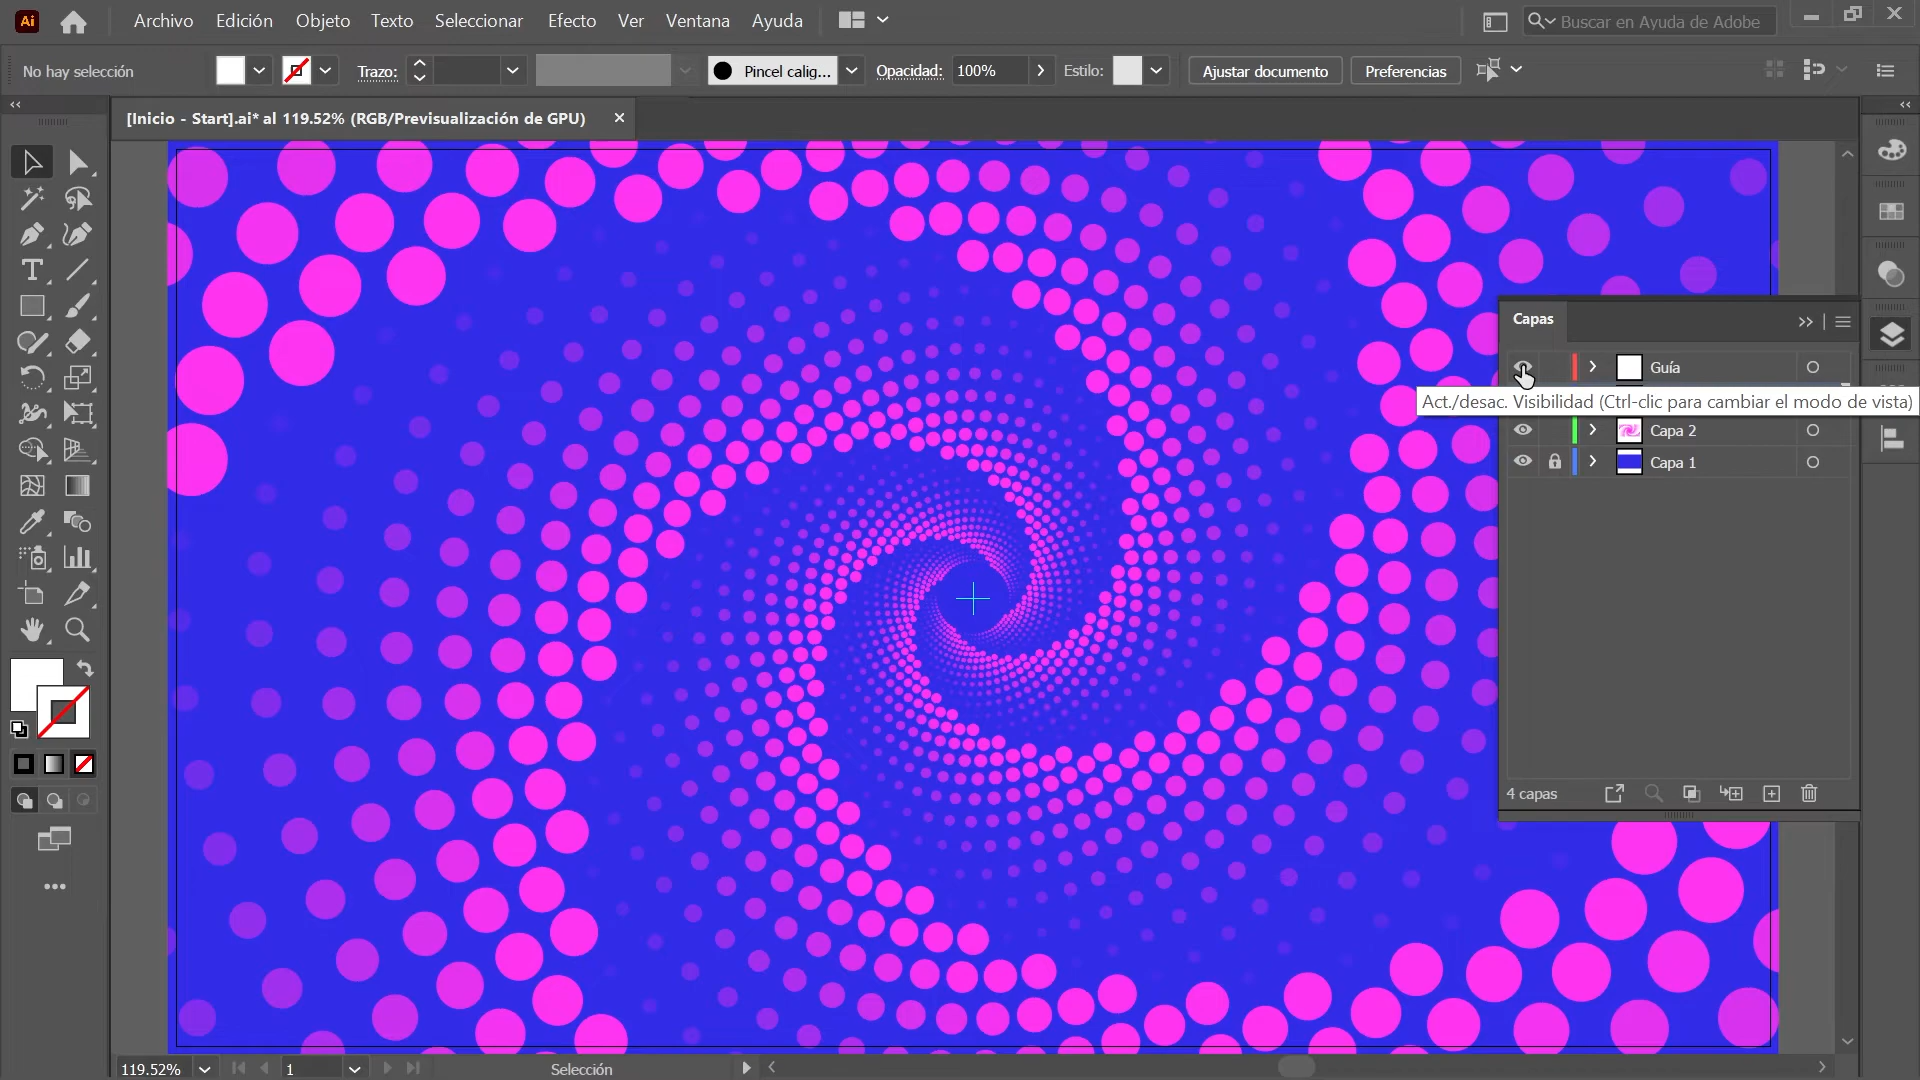 Ai Archivo Edición Objeto Texto Seleccionar Efecto Ver Ventana Ayuda Buscar en Ayuda de Adobe
No hay selección Trazo: Pincel calig... Opacidad: 100% Estilo: Ajustar documento Preferencias
[Inicio - Start].ai* al 119.52% (RGB/Previsualización de GPU)
Capas
Guía
Act./desac. Visibilidad (Ctrl-clic para cambiar el modo de vista)
Capa 2
Capa 1
4 capas
119.52% 1 Selección